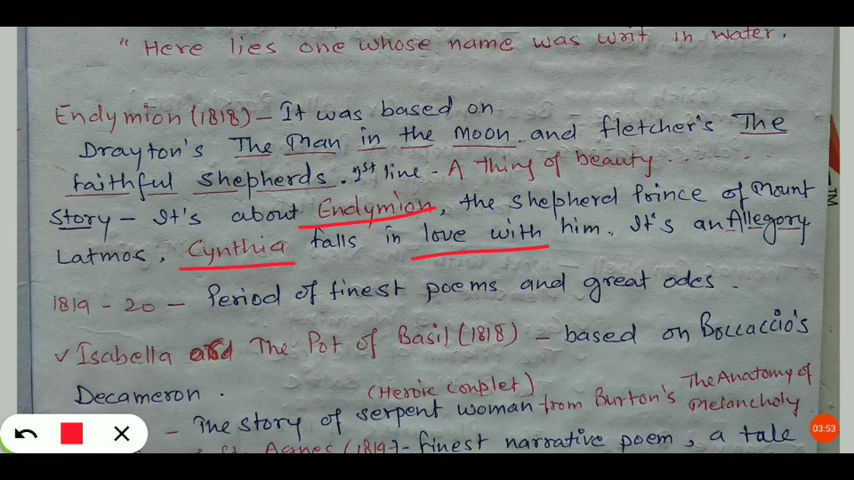 "Here lies one whose name was writ in water.
Endymion (1818) - It was based on
Drayton's The Man in the Moon and Fletcher's The
faithful shepherds. 1st line - A thing of beauty .......
Story - It's about Endymion, the shepherd prince of Mount
Latmos. Cynthia falls in love with him. It's an Allegory
1819 - 20 - Period of finest poems and great odes.
✓ Isabella or The Pot of Basil (1818) - based on Boccaccio's
Decameron.
(Heroic couplet)
- The story of serpent woman from Burton's The Anatomy of Melancholy
Agnes (1819 - finest narrative poem, a tale
03:53
TM